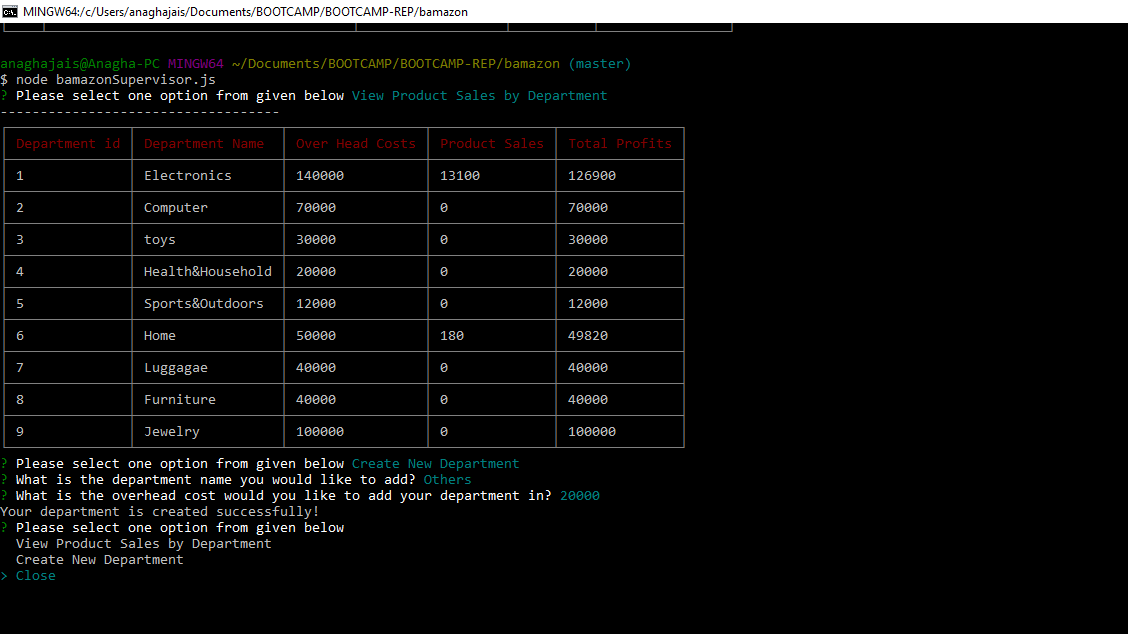 MINGW64:/c/Users/anaghajais/Documents/BOOTCAMP/BOOTCAMP-REP/bamazon
anaghajais@Anagha-PC MINGW64 ~/Documents/BOOTCAMP/BOOTCAMP-REP/bamazon (master)
$ node bamazonSupervisor.js
? Please select one option from given below View Product Sales by Department
-----------------------------------
Department id Department Name Over Head Costs Product Sales Total Profits
1 Electronics 140000 13100 126900
2 Computer 70000 0 70000
3 toys 30000 0 30000
4 Health&Household 20000 0 20000
5 Sports&Outdoors 12000 0 12000
6 Home 50000 180 49820
7 Luggagae 40000 0 40000
8 Furniture 40000 0 40000
9 Jewelry 100000 0 100000
? Please select one option from given below Create New Department
? What is the department name you would like to add? Others
? What is the overhead cost would you like to add your department in? 20000
Your department is created successfully!
? Please select one option from given below
View Product Sales by Department
Create New Department
> Close